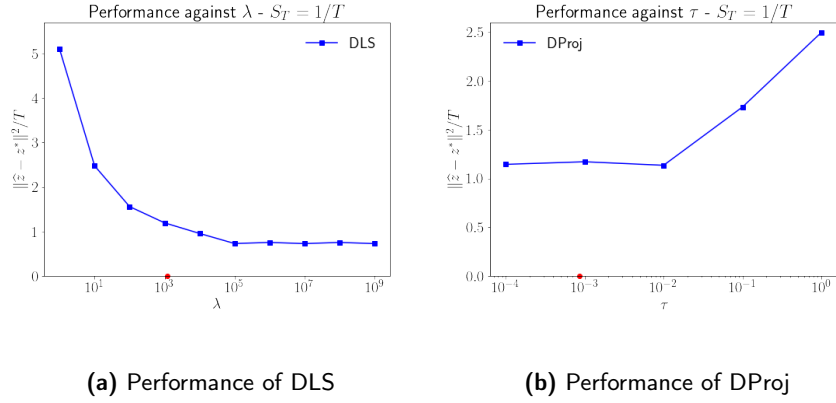 Performance against λ - S_T = 1/T
DLS
‖ẑ − z*‖²/T
5
4
3
2
1
0
10^1 10^3 10^5 10^7 10^9
λ
(a) Performance of DLS
Performance against τ - S_T = 1/T
DProj
‖ẑ − z*‖²/T
2.5
2.0
1.5
1.0
0.5
0.0
10^−4 10^−3 10^−2 10^−1 10^0
τ
(b) Performance of DProj